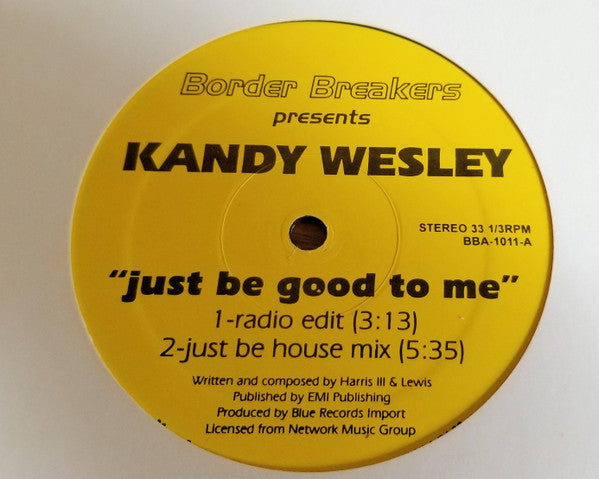 Border Breakers
presents
KANDY WESLEY
STEREO 33 1/3RPM
BBA-1011-A
"just be good to me"
1-radio edit (3:13)
2-just be house mix (5:35)
Written and composed by Harris III & Lewis
Published by EMI Publishing
Produced by Blue Records Import
Licensed from Network Music Group